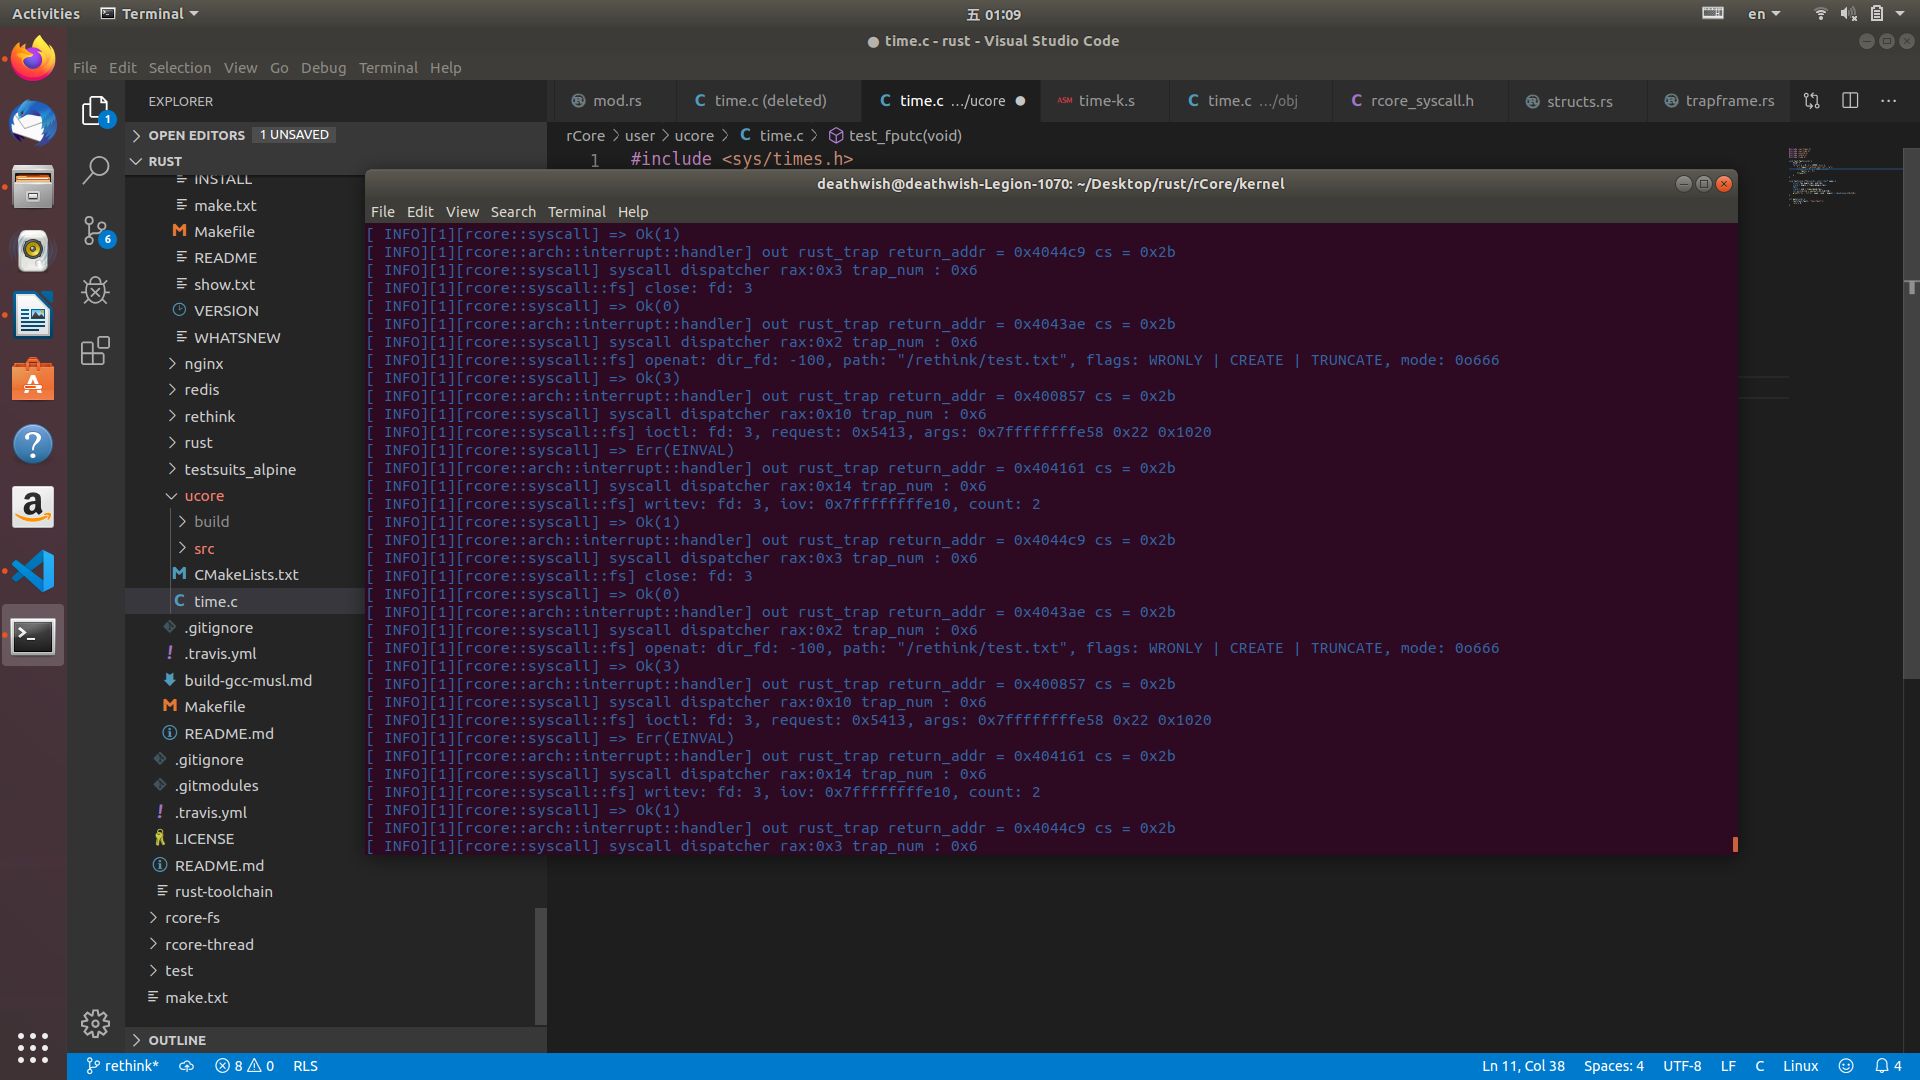 Activities Terminal 五 01:09 en
time.c - rust - Visual Studio Code
File Edit Selection View Go Debug Terminal Help
EXPLORER
mod.rs C time.c (deleted) C time.c .../ucore ASM time-k.s C time.c .../obj C rcore_syscall.h structs.rs trapframe.rs
OPEN EDITORS 1 UNSAVED
rCore > user > ucore > C time.c > test_fputc(void)
RUST
1 #include <sys/times.h>
INSTALL
make.txt
Makefile
README
show.txt
VERSION
WHATSNEW
nginx
redis
rethink
rust
testsuits_alpine
ucore
build
src
CMakeLists.txt
C time.c
.gitignore
.travis.yml
build-gcc-musl.md
Makefile
README.md
.gitignore
.gitmodules
.travis.yml
LICENSE
README.md
rust-toolchain
rcore-fs
rcore-thread
test
make.txt
OUTLINE
1
6
deathwish@deathwish-Legion-1070: ~/Desktop/rust/rCore/kernel
File Edit View Search Terminal Help
[ INFO][1][rcore::syscall] => Ok(1)
[ INFO][1][rcore::arch::interrupt::handler] out rust_trap return_addr = 0x4044c9 cs = 0x2b
[ INFO][1][rcore::syscall] syscall dispatcher rax:0x3 trap_num : 0x6
[ INFO][1][rcore::syscall::fs] close: fd: 3
[ INFO][1][rcore::syscall] => Ok(0)
[ INFO][1][rcore::arch::interrupt::handler] out rust_trap return_addr = 0x4043ae cs = 0x2b
[ INFO][1][rcore::syscall] syscall dispatcher rax:0x2 trap_num : 0x6
[ INFO][1][rcore::syscall::fs] openat: dir_fd: -100, path: "/rethink/test.txt", flags: WRONLY | CREATE | TRUNCATE, mode: 0o666
[ INFO][1][rcore::syscall] => Ok(3)
[ INFO][1][rcore::arch::interrupt::handler] out rust_trap return_addr = 0x400857 cs = 0x2b
[ INFO][1][rcore::syscall] syscall dispatcher rax:0x10 trap_num : 0x6
[ INFO][1][rcore::syscall::fs] ioctl: fd: 3, request: 0x5413, args: 0x7ffffffffe58 0x22 0x1020
[ INFO][1][rcore::syscall] => Err(EINVAL)
[ INFO][1][rcore::arch::interrupt::handler] out rust_trap return_addr = 0x404161 cs = 0x2b
[ INFO][1][rcore::syscall] syscall dispatcher rax:0x14 trap_num : 0x6
[ INFO][1][rcore::syscall::fs] writev: fd: 3, iov: 0x7ffffffffe10, count: 2
[ INFO][1][rcore::syscall] => Ok(1)
[ INFO][1][rcore::arch::interrupt::handler] out rust_trap return_addr = 0x4044c9 cs = 0x2b
[ INFO][1][rcore::syscall] syscall dispatcher rax:0x3 trap_num : 0x6
[ INFO][1][rcore::syscall::fs] close: fd: 3
[ INFO][1][rcore::syscall] => Ok(0)
[ INFO][1][rcore::arch::interrupt::handler] out rust_trap return_addr = 0x4043ae cs = 0x2b
[ INFO][1][rcore::syscall] syscall dispatcher rax:0x2 trap_num : 0x6
[ INFO][1][rcore::syscall::fs] openat: dir_fd: -100, path: "/rethink/test.txt", flags: WRONLY | CREATE | TRUNCATE, mode: 0o666
[ INFO][1][rcore::syscall] => Ok(3)
[ INFO][1][rcore::arch::interrupt::handler] out rust_trap return_addr = 0x400857 cs = 0x2b
[ INFO][1][rcore::syscall] syscall dispatcher rax:0x10 trap_num : 0x6
[ INFO][1][rcore::syscall::fs] ioctl: fd: 3, request: 0x5413, args: 0x7ffffffffe58 0x22 0x1020
[ INFO][1][rcore::syscall] => Err(EINVAL)
[ INFO][1][rcore::arch::interrupt::handler] out rust_trap return_addr = 0x404161 cs = 0x2b
[ INFO][1][rcore::syscall] syscall dispatcher rax:0x14 trap_num : 0x6
[ INFO][1][rcore::syscall::fs] writev: fd: 3, iov: 0x7ffffffffe10, count: 2
[ INFO][1][rcore::syscall] => Ok(1)
[ INFO][1][rcore::arch::interrupt::handler] out rust_trap return_addr = 0x4044c9 cs = 0x2b
[ INFO][1][rcore::syscall] syscall dispatcher rax:0x3 trap_num : 0x6
rethink* 8 0 RLS Ln 11, Col 38 Spaces: 4 UTF-8 LF C Linux 4